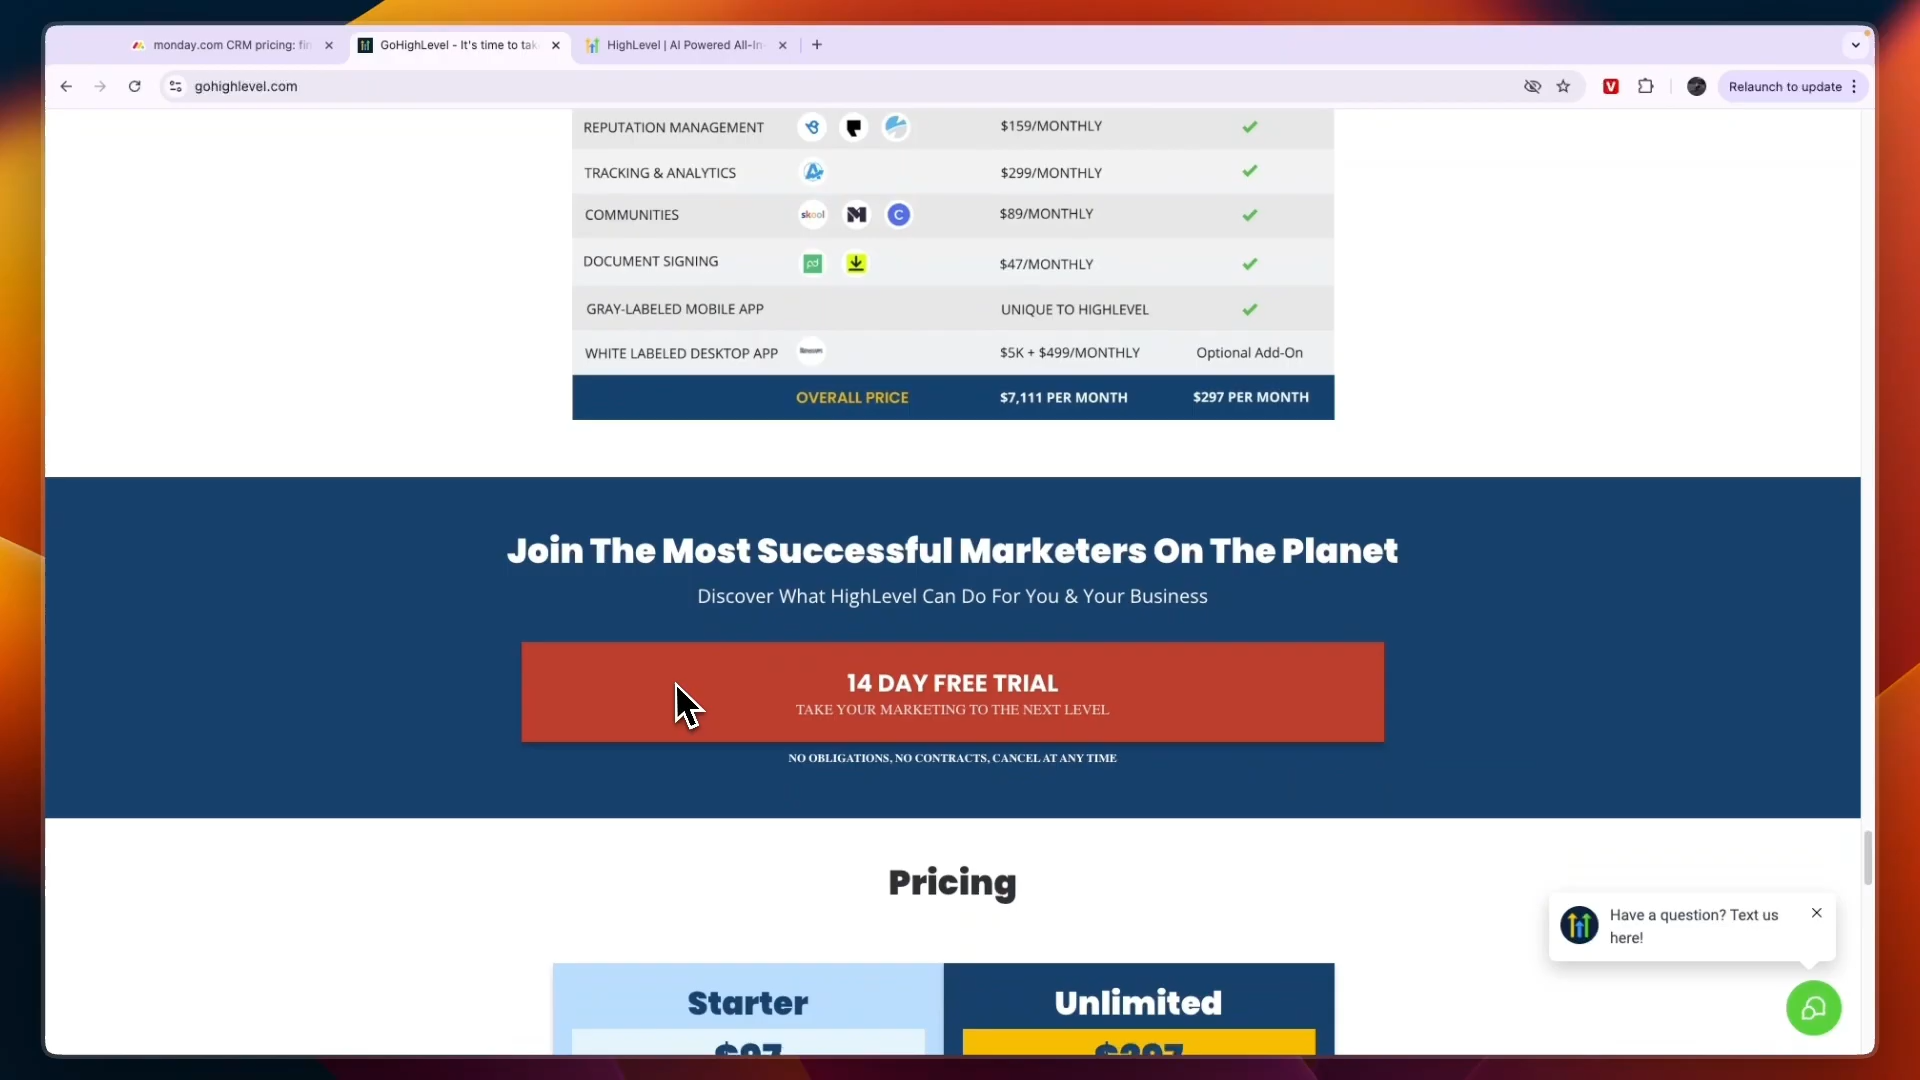 monday.com CRM pricing: fin
GoHighLevel - It's time to tak
HighLevel | AI Powered All-In-
gohighlevel.com
Relaunch to update
REPUTATION MANAGEMENT $159/MONTHLY
TRACKING & ANALYTICS $299/MONTHLY
COMMUNITIES skool M C $89/MONTHLY
DOCUMENT SIGNING pd $47/MONTHLY
GRAY-LABELED MOBILE APP UNIQUE TO HIGHLEVEL
WHITE LABELED DESKTOP APP $5K + $499/MONTHLY Optional Add-On
OVERALL PRICE $7,111 PER MONTH $297 PER MONTH
Join The Most Successful Marketers On The Planet
Discover What HighLevel Can Do For You & Your Business
14 DAY FREE TRIAL
TAKE YOUR MARKETING TO THE NEXT LEVEL
NO OBLIGATIONS, NO CONTRACTS, CANCEL AT ANY TIME
Pricing
Have a question? Text us
here!
Starter
Unlimited
$97
$297